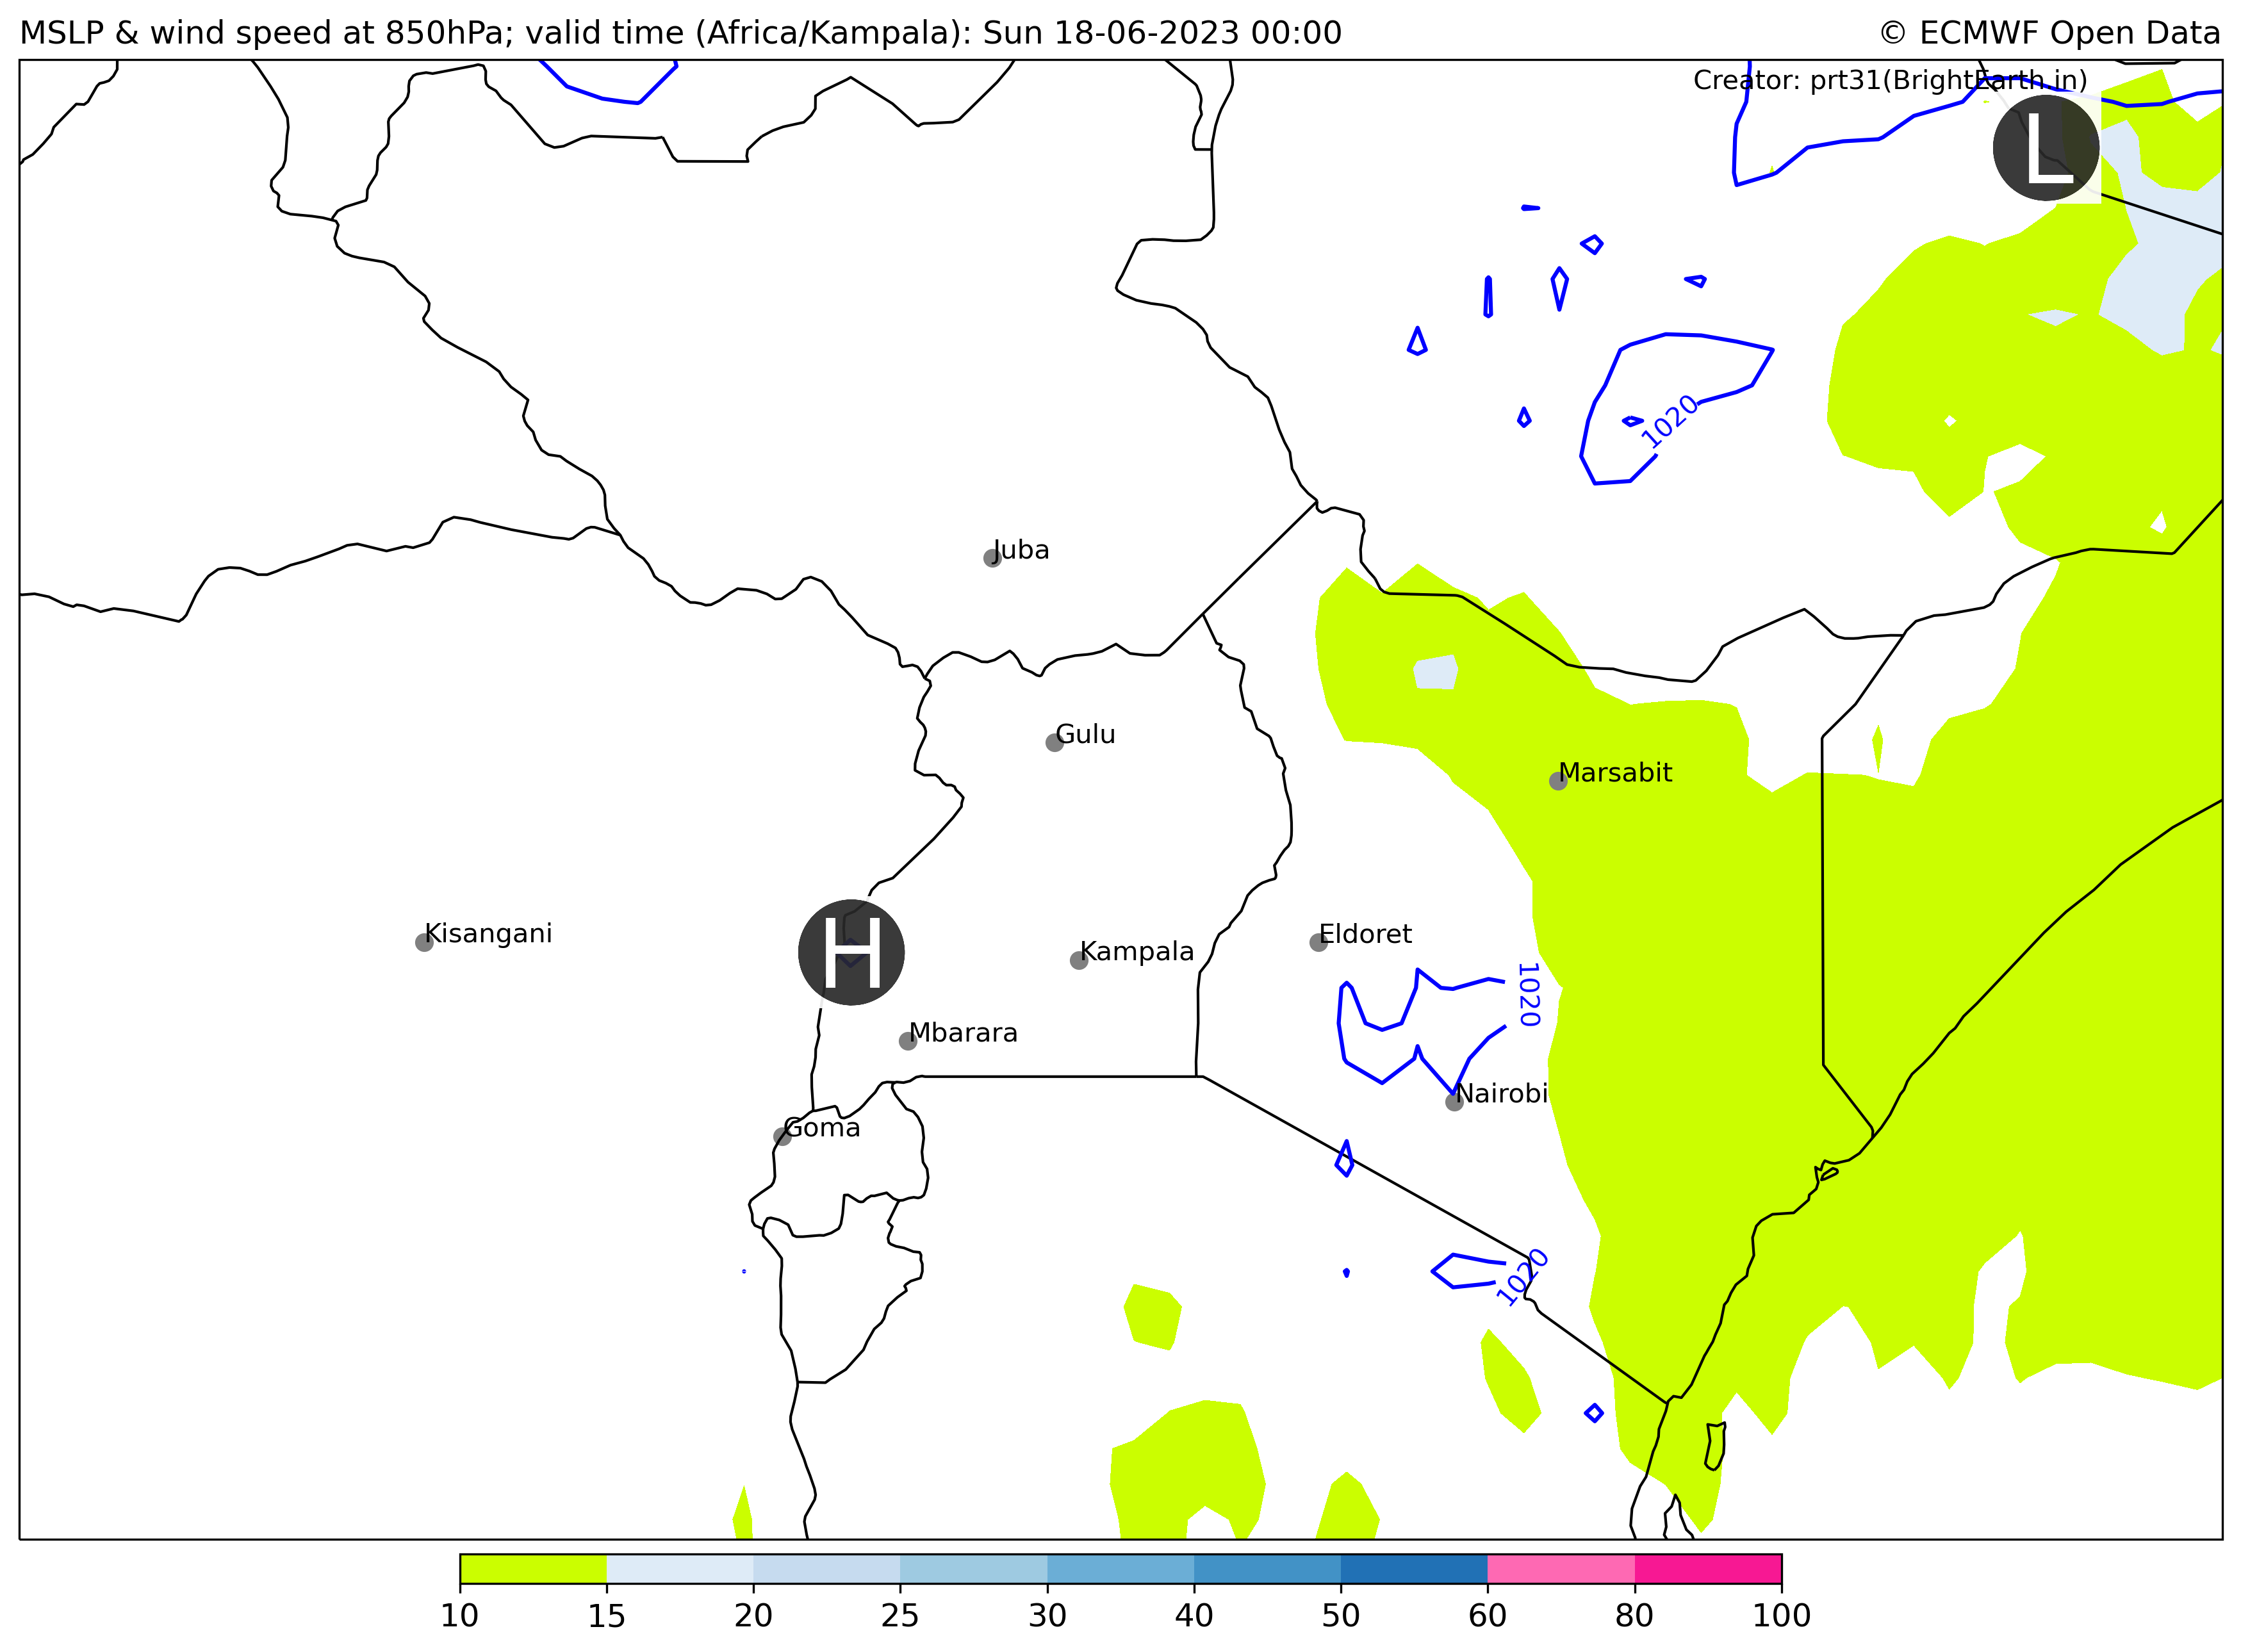 MSLP & wind speed at 850hPa; valid time (Africa/Kampala): Sun 18-06-2023 00:00
© ECMWF Open Data
Creator: prt31(BrightEarth.in)
L
1020
Juba
Gulu
Marsabit
Kisangani
H
Kampala
Eldoret
1020
Mbarara
Nairobi
Goma
1020
10 15 20 25 30 40 50 60 80 100